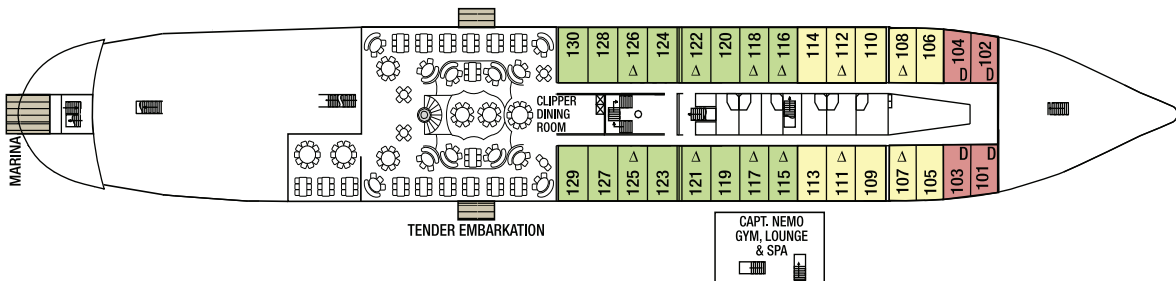 130
128
126
Δ
124
122
Δ
120
118
Δ
116
Δ
114
112
Δ
110
108
Δ
106
104
D
102
D
CLIPPER
DINING
ROOM
MARINA
129
127
125
Δ
123
121
Δ
119
117
Δ
115
Δ
113
111
Δ
109
107
Δ
105
103
D
101
D
TENDER EMBARKATION
CAPT. NEMO
GYM, LOUNGE
& SPA